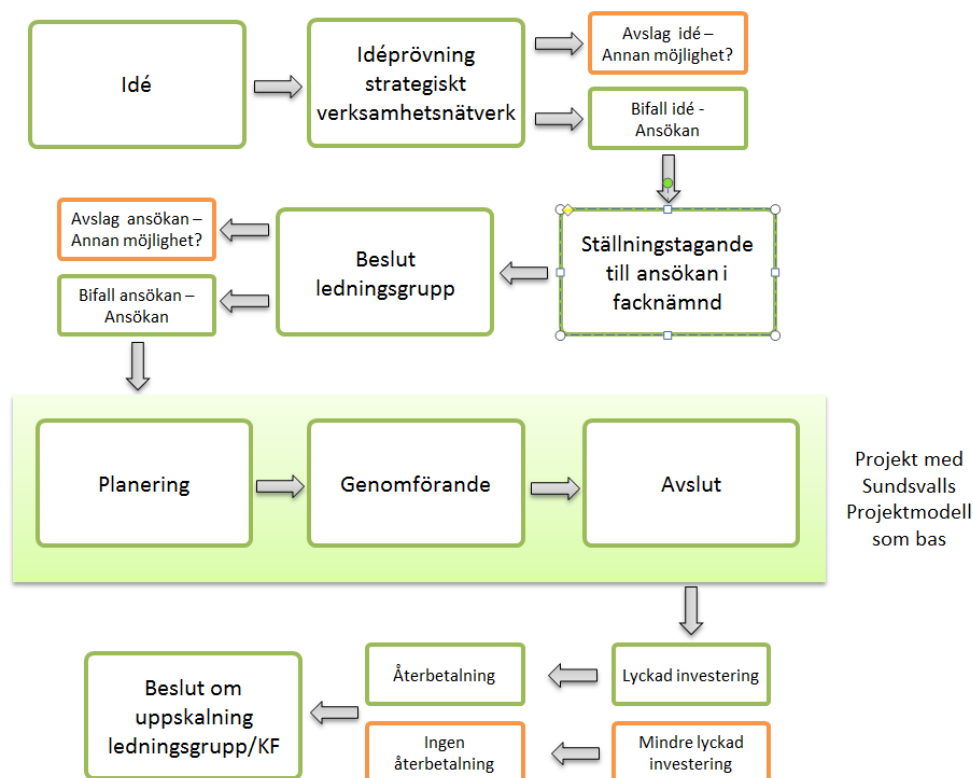 Idé
Idéprövning
strategiskt
verksamhetsnätverk
Avslag idé –
Annan möjlighet?
Bifall idé -
Ansökan
Ställningstagande
till ansökan i
facknämnd
Beslut
ledningsgrupp
Avslag ansökan –
Annan möjlighet?
Bifall ansökan –
Ansökan
Planering
Genomförande
Avslut
Projekt med
Sundsvalls
Projektmodell
som bas
Lyckad investering
Återbetalning
Mindre lyckad
investering
Ingen
återbetalning
Beslut om
uppskalning
ledningsgrupp/KF